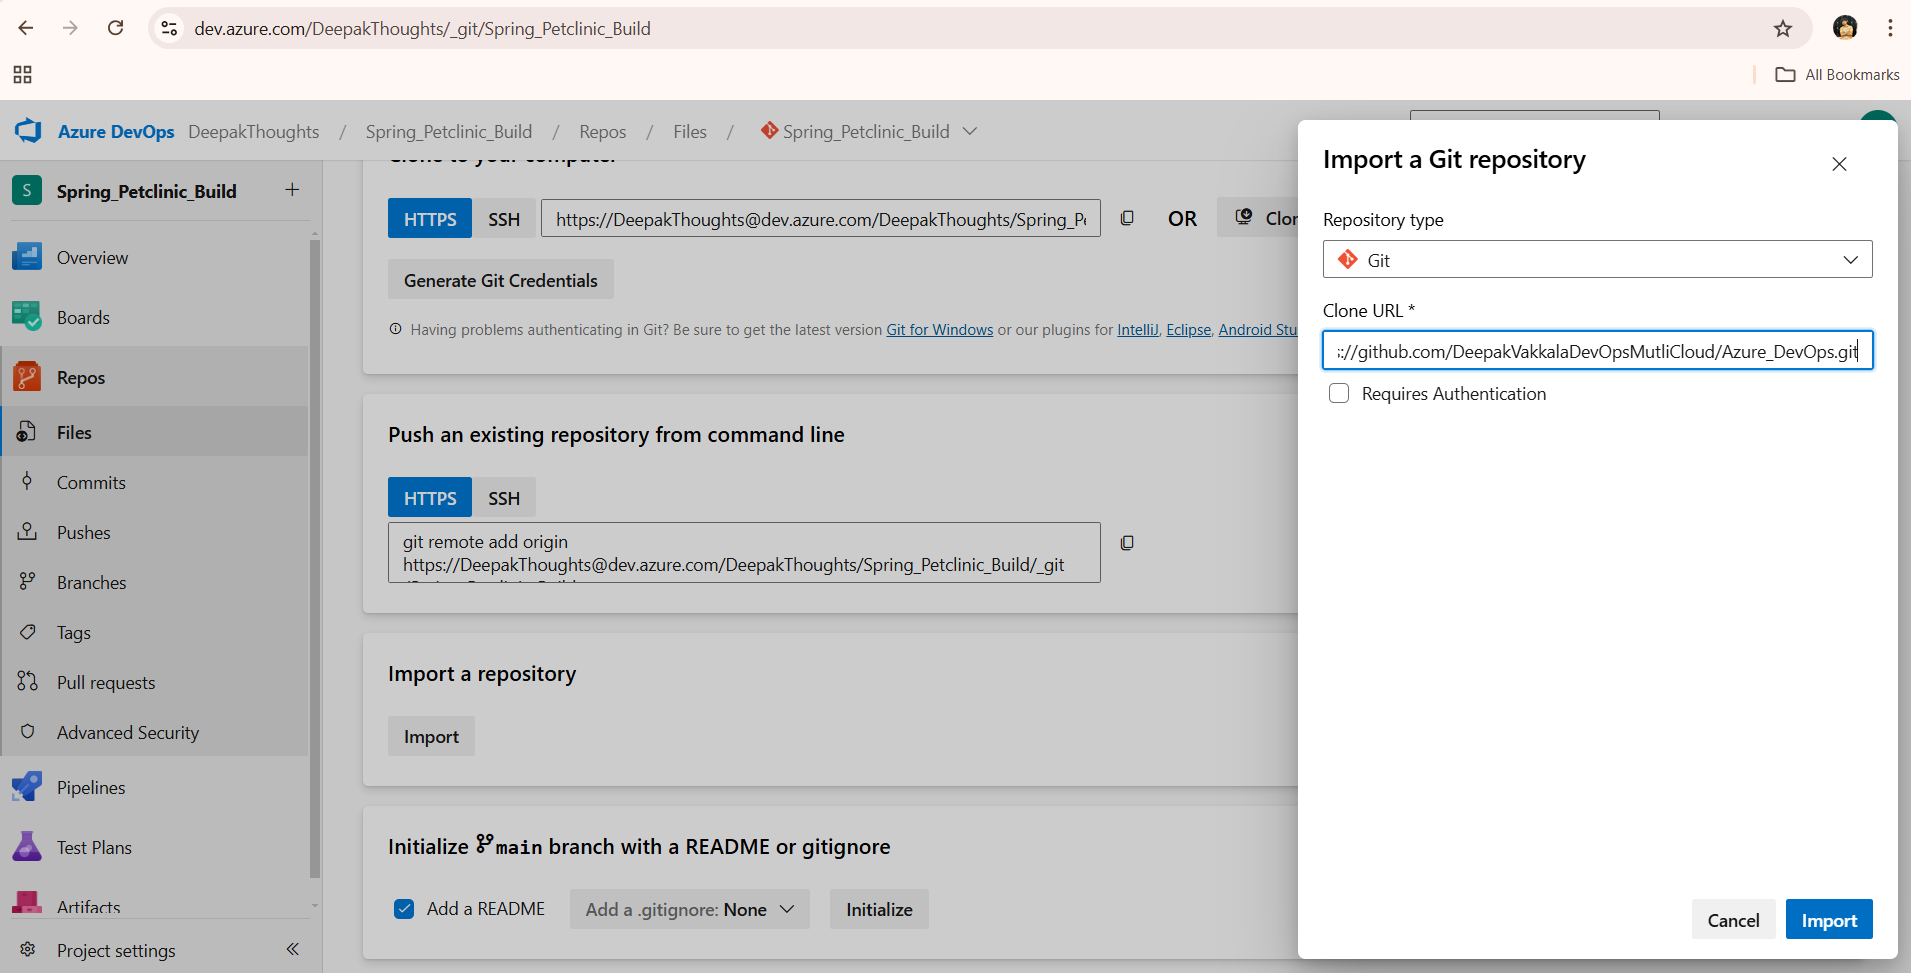 dev.azure.com/DeepakThoughts/_git/Spring_Petclinic_Build
All Bookmarks
Azure DevOps DeepakThoughts / Spring_Petclinic_Build / Repos / Files / Spring_Petclinic_Build
S Spring_Petclinic_Build
Overview
Boards
Repos
Files
Commits
Pushes
Branches
Tags
Pull requests
Advanced Security
Pipelines
Test Plans
Artifacts
Project settings
Clone to your computer
HTTPS SSH https://DeepakThoughts@dev.azure.com/DeepakThoughts/Spring_Pe OR Clon
Generate Git Credentials
Having problems authenticating in Git? Be sure to get the latest version Git for Windows or our plugins for IntelliJ, Eclipse, Android Stu
Push an existing repository from command line
HTTPS SSH
git remote add origin
https://DeepakThoughts@dev.azure.com/DeepakThoughts/Spring_Petclinic_Build/_git
Import a repository
Import
Initialize main branch with a README or gitignore
Add a README Add a .gitignore: None Initialize
Import a Git repository
Repository type
Git
Clone URL *
://github.com/DeepakVakkalaDevOpsMutliCloud/Azure_DevOps.git
Requires Authentication
Cancel Import